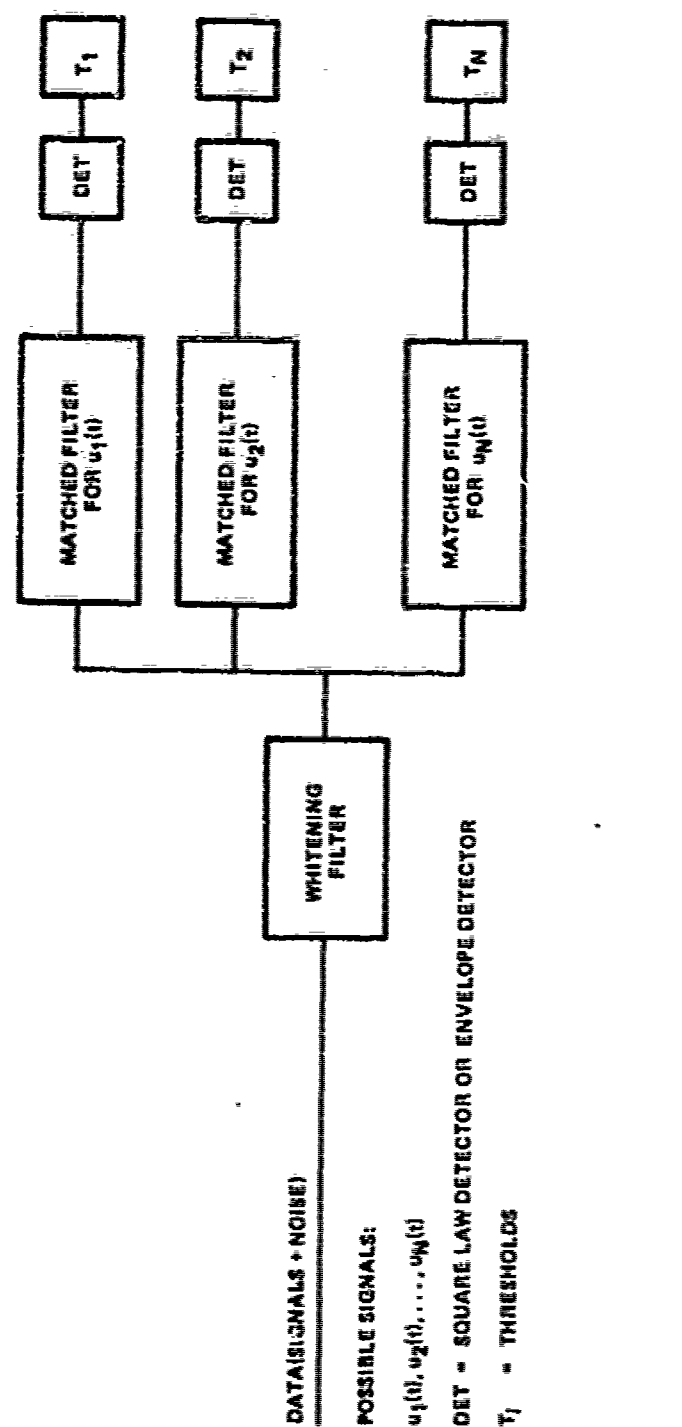 T1
T2
TN
DET
DET
DET
MATCHED FILTER
FOR u1(t)
MATCHED FILTER
FOR u2(t)
MATCHED FILTER
FOR uN(t)
WHITENING
FILTER
DATA (SIGNALS + NOISE)
POSSIBLE SIGNALS:
u1(t), u2(t), . . . , uN(t)
DET = SQUARE LAW DETECTOR OR ENVELOPE DETECTOR
Tj = THRESHOLDS